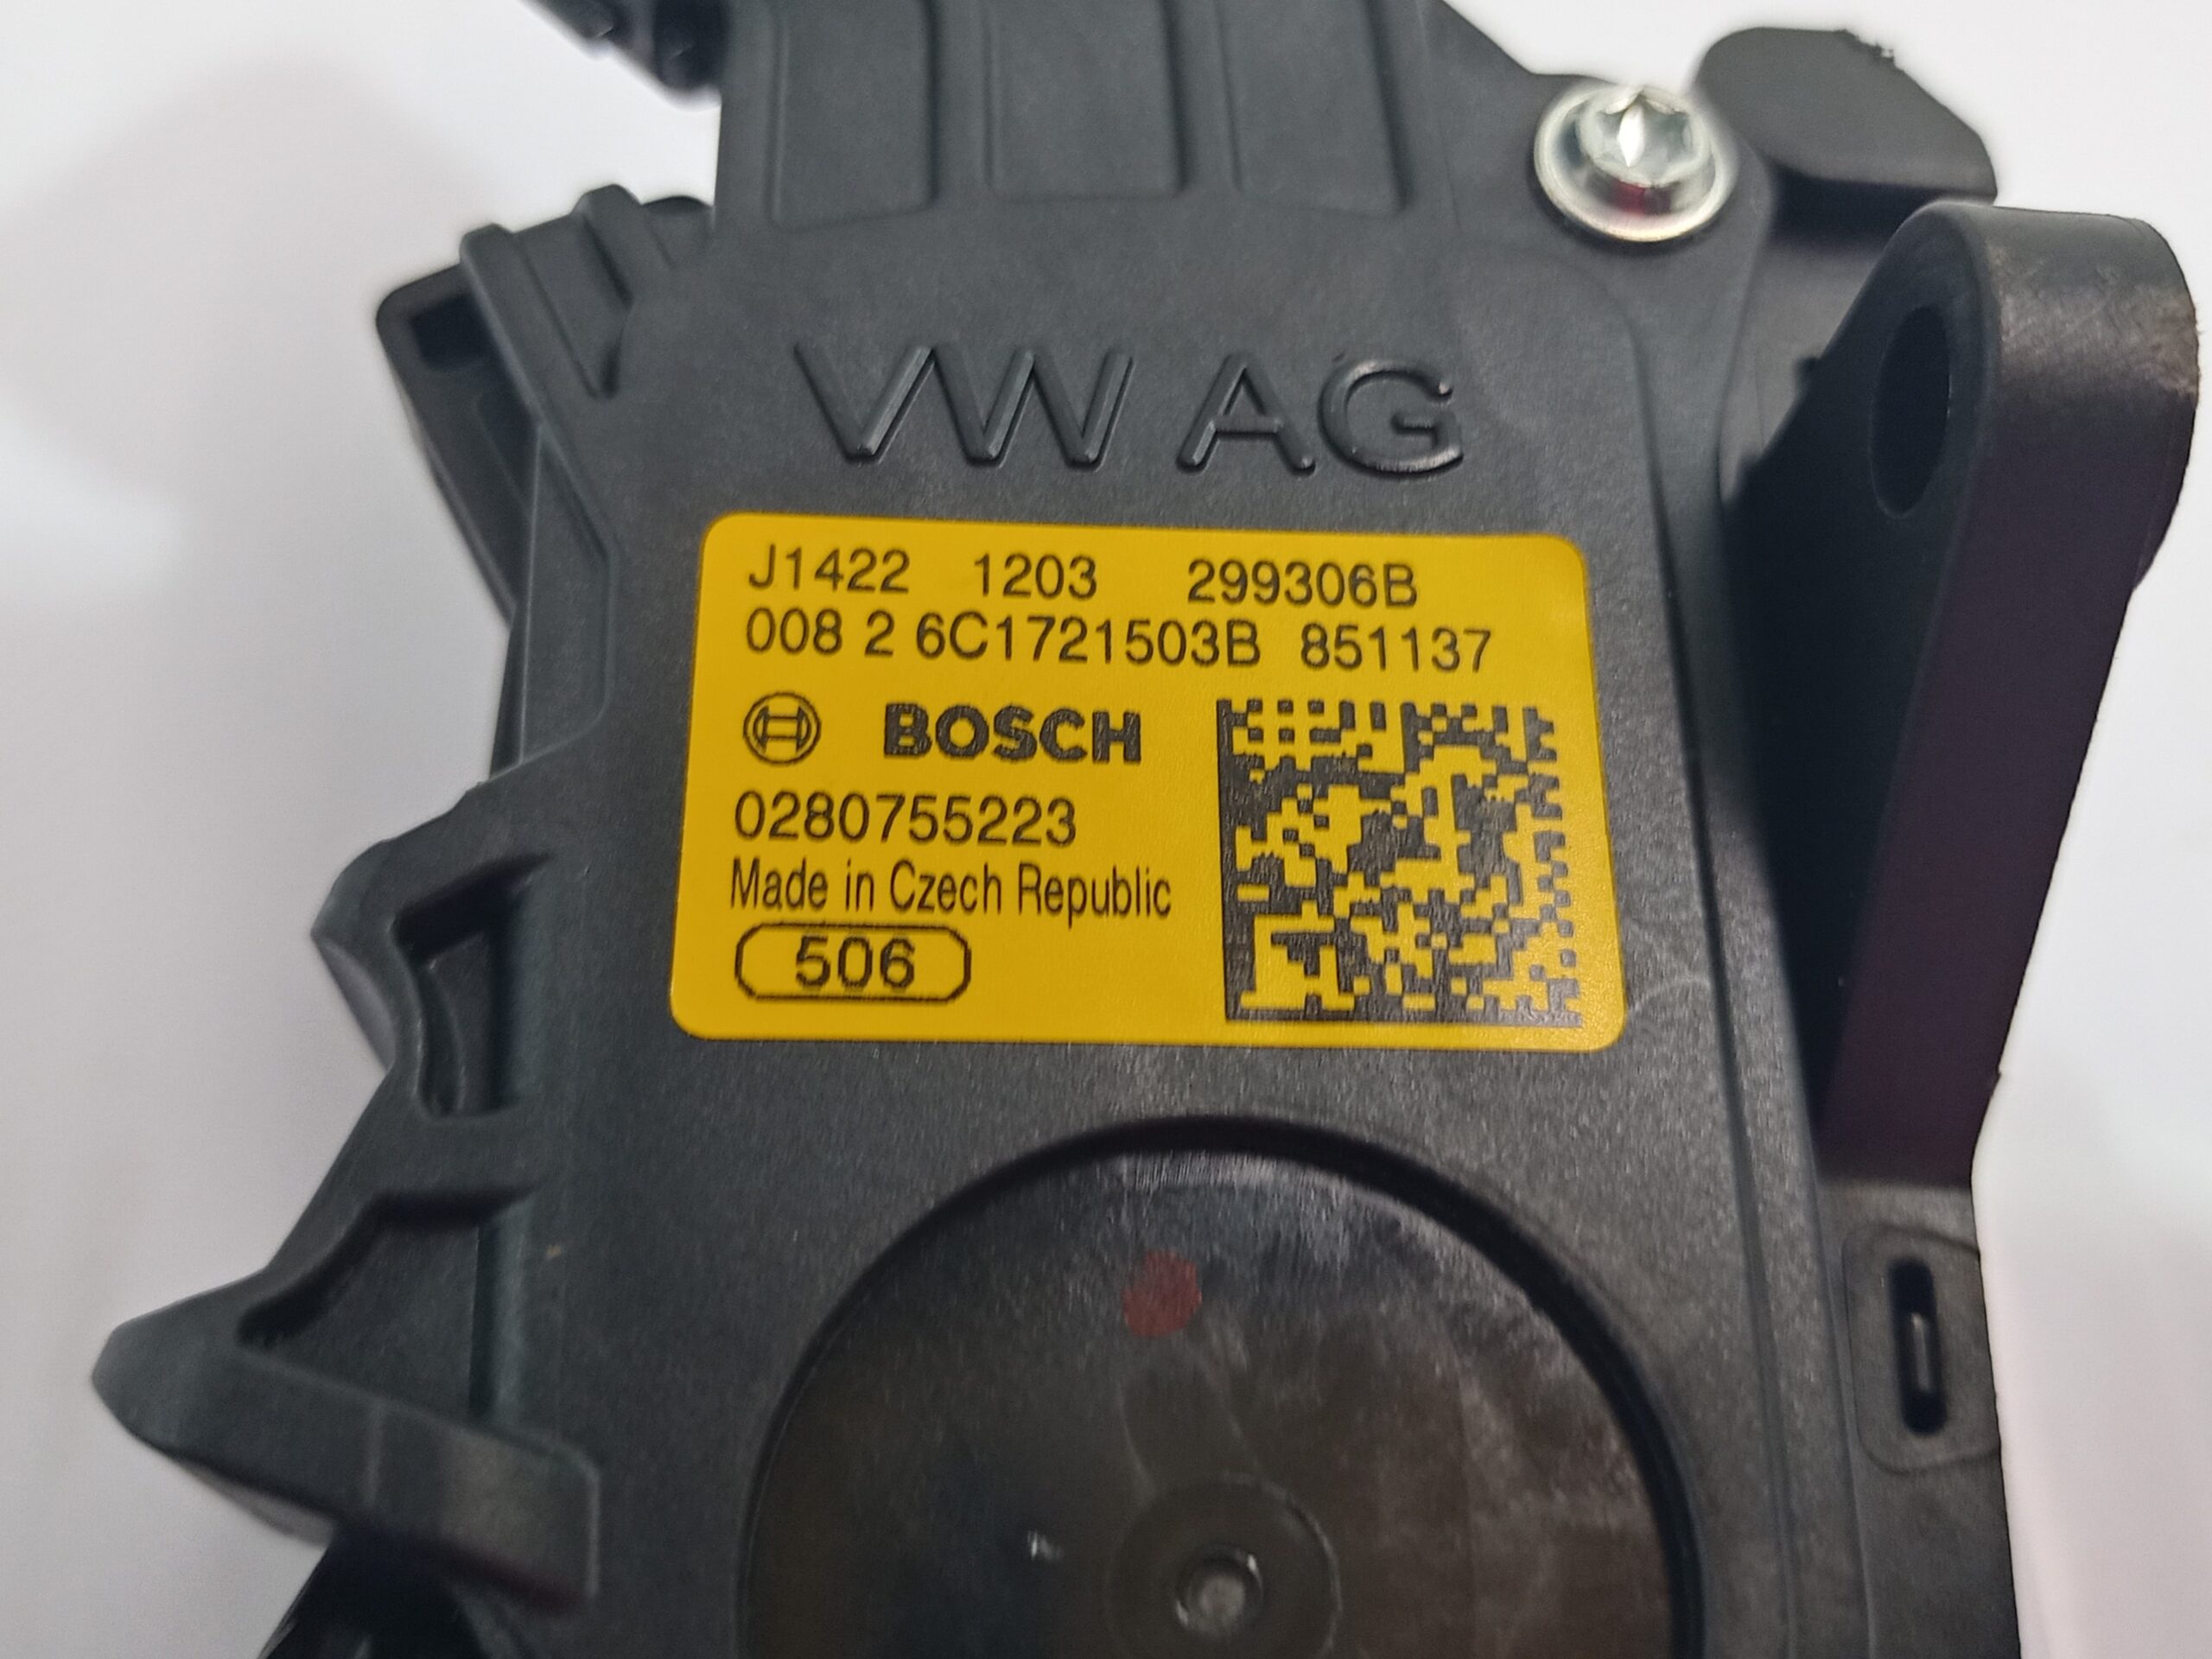 VW AG
J1422 1203 299306B
008 2 6C1721503B 851137
BOSCH
0280755223
Made in Czech Republic
506